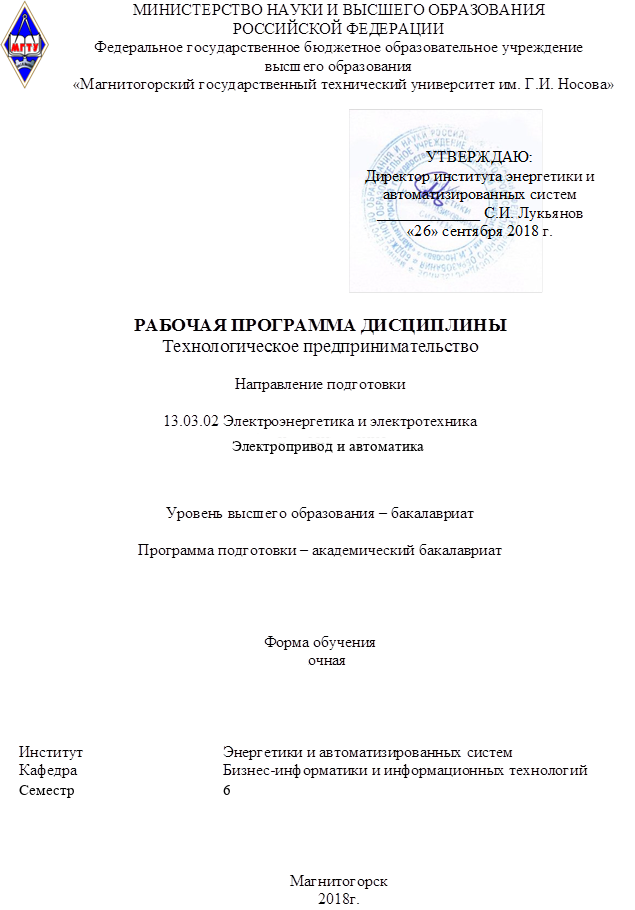 МИНИСТЕРСТВО НАУКИ И ВЫСШЕГО ОБРАЗОВАНИЯ
РОССИЙСКОЙ ФЕДЕРАЦИИ
Федеральное государственное бюджетное образовательное учреждение
высшего образования
«Магнитогорский государственный технический университет им. Г.И. Носова»
МГТУ
УТВЕРЖДАЮ:
Директор института энергетики и
автоматизированных систем
_____________ С.И. Лукьянов
«26» сентября 2018 г.
РАБОЧАЯ ПРОГРАММА ДИСЦИПЛИНЫ
Технологическое предпринимательство
Направление подготовки
13.03.02 Электроэнергетика и электротехника
Электропривод и автоматика
Уровень высшего образования – бакалавриат
Программа подготовки – академический бакалавриат
Форма обучения
очная
Институт Энергетики и автоматизированных систем
Кафедра Бизнес-информатики и информационных технологий
Семестр 6
Магнитогорск
2018г.